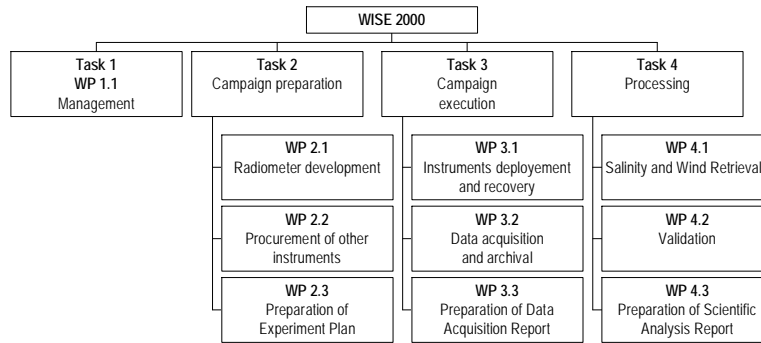 WISE 2000
Task 1
WP 1.1
Management
Task 2
Campaign preparation
WP 2.1
Radiometer development
WP 2.2
Procurement of other
instruments
WP 2.3
Preparation of
Experiment Plan
Task 3
Campaign
execution
WP 3.1
Instruments deployement
and recovery
WP 3.2
Data acquisition
and archival
WP 3.3
Preparation of Data
Acquisition Report
Task 4
Processing
WP 4.1
Salinity and Wind Retrieval
WP 4.2
Validation
WP 4.3
Preparation of Scientific
Analysis Report